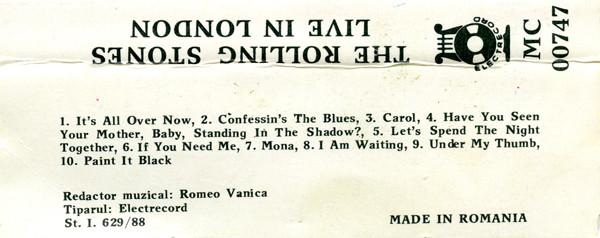 THE ROLLING STONES
LIVE IN LONDON
ELECTRECORD
MC
00747
1. It's All Over Now, 2. Confessin's The Blues, 3. Carol, 4. Have You Seen
Your Mother, Baby, Standing In The Shadow?, 5. Let's Spend The Night
Together, 6. If You Need Me, 7. Mona, 8. I Am Waiting, 9. Under My Thumb,
10. Paint It Black
Redactor muzical: Romeo Vanica
Tiparul: Electrecord
St. I. 629/88
MADE IN ROMANIA